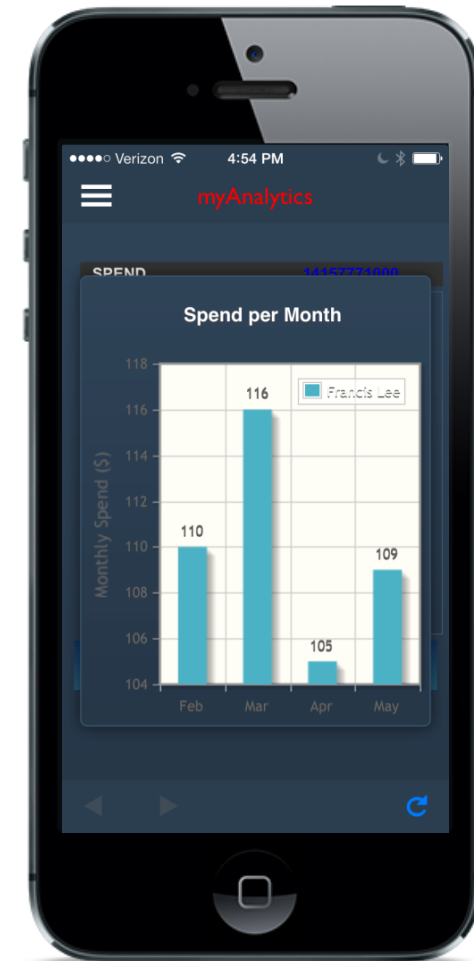 Verizon 4:54 PM
myAnalytics
SPEND 14157771000
Spend per Month
118
116
114
112
110
108
106
104
Monthly Spend ($)
Francis Lee
110
116
105
109
Feb Mar Apr May